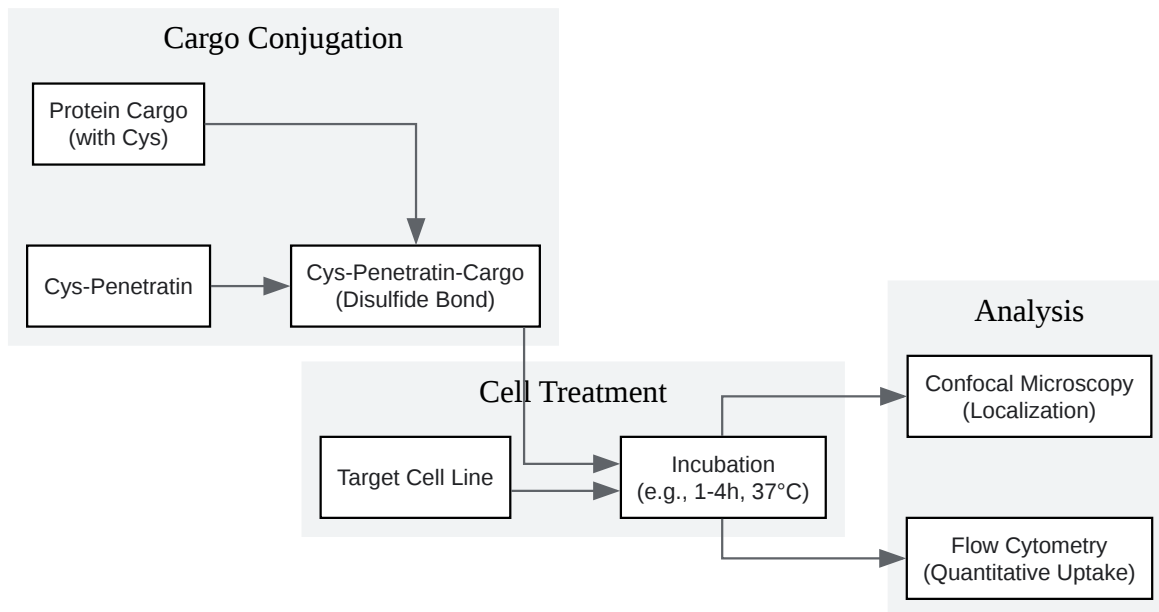 Cargo Conjugation
Protein Cargo
(with Cys)
Cys-Penetratin
Cys-Penetratin-Cargo
(Disulfide Bond)
Cell Treatment
Target Cell Line
Incubation
(e.g., 1-4h, 37°C)
Analysis
Confocal Microscopy
(Localization)
Flow Cytometry
(Quantitative Uptake)